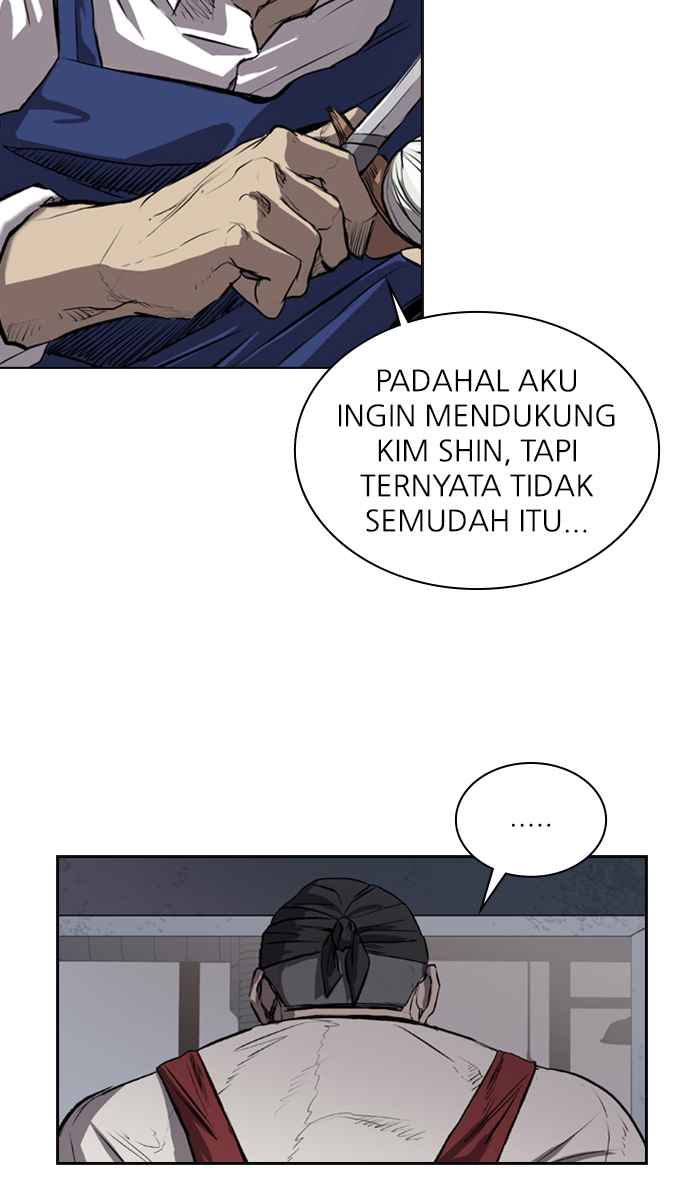 PADAHAL AKU
INGIN MENDUKUNG
KIM SHIN, TAPI
TERNYATA TIDAK
SEMUDAH ITU...
.....